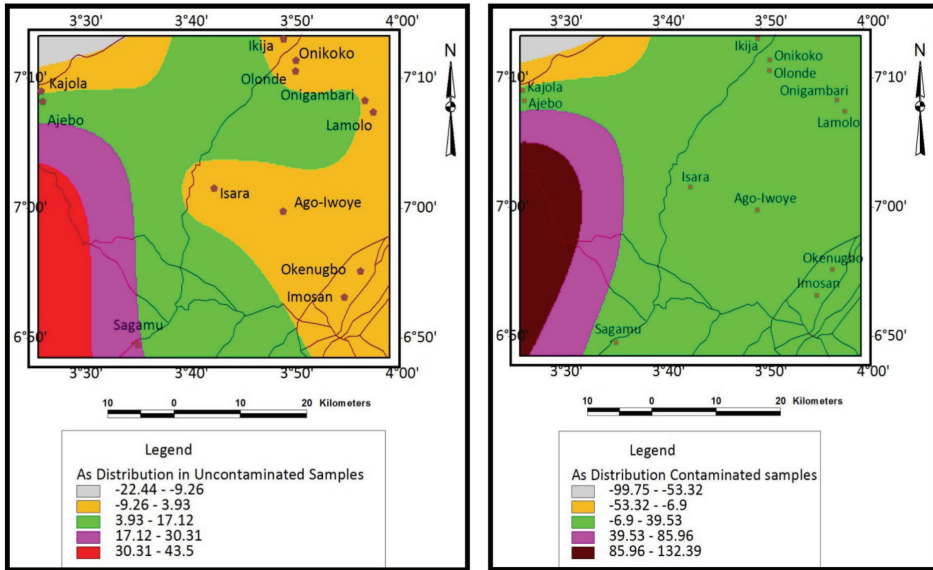 3°30' 3°40' 3°50' 4°00'
Ikija
Onikoko
N
7°10' 7°10'
Olonde
Kajola
Onigambari
Ajebo
Lamolo
Isara
Ago-Iwoye
7°00' 7°00'
Okenugbo
Imosan
Sagamu
6°50' 6°50'
3°30' 3°40' 3°50' 4°00'
10 0 10 20 Kilometers
Legend
As Distribution in Uncontaminated Samples
-22.44 - -9.26
-9.26 - 3.93
3.93 - 17.12
17.12 - 30.31
30.31 - 43.5
3°30' 3°40' 3°50' 4°00'
Ikija
Onikoko
N
7°10' 7°10'
Olonde
Kajola
Onigambari
Ajebo
Lamolo
Isara
Ago-Iwoye
7°00' 7°00'
Okenugbo
Imosan
Sagamu
6°50' 6°50'
3°30' 3°40' 3°50' 4°00'
10 0 10 20 Kilometers
Legend
As Distribution Contaminated samples
-99.75 - -53.32
-53.32 - -6.9
-6.9 - 39.53
39.53 - 85.96
85.96 - 132.39